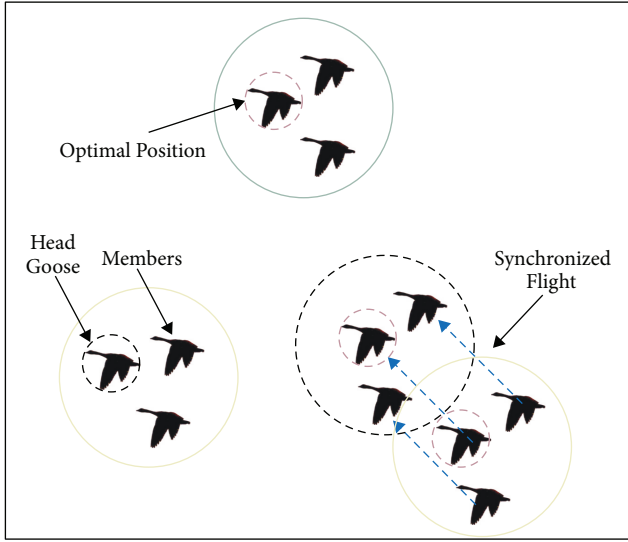 Optimal Position
Head
Goose
Members
Synchronized
Flight